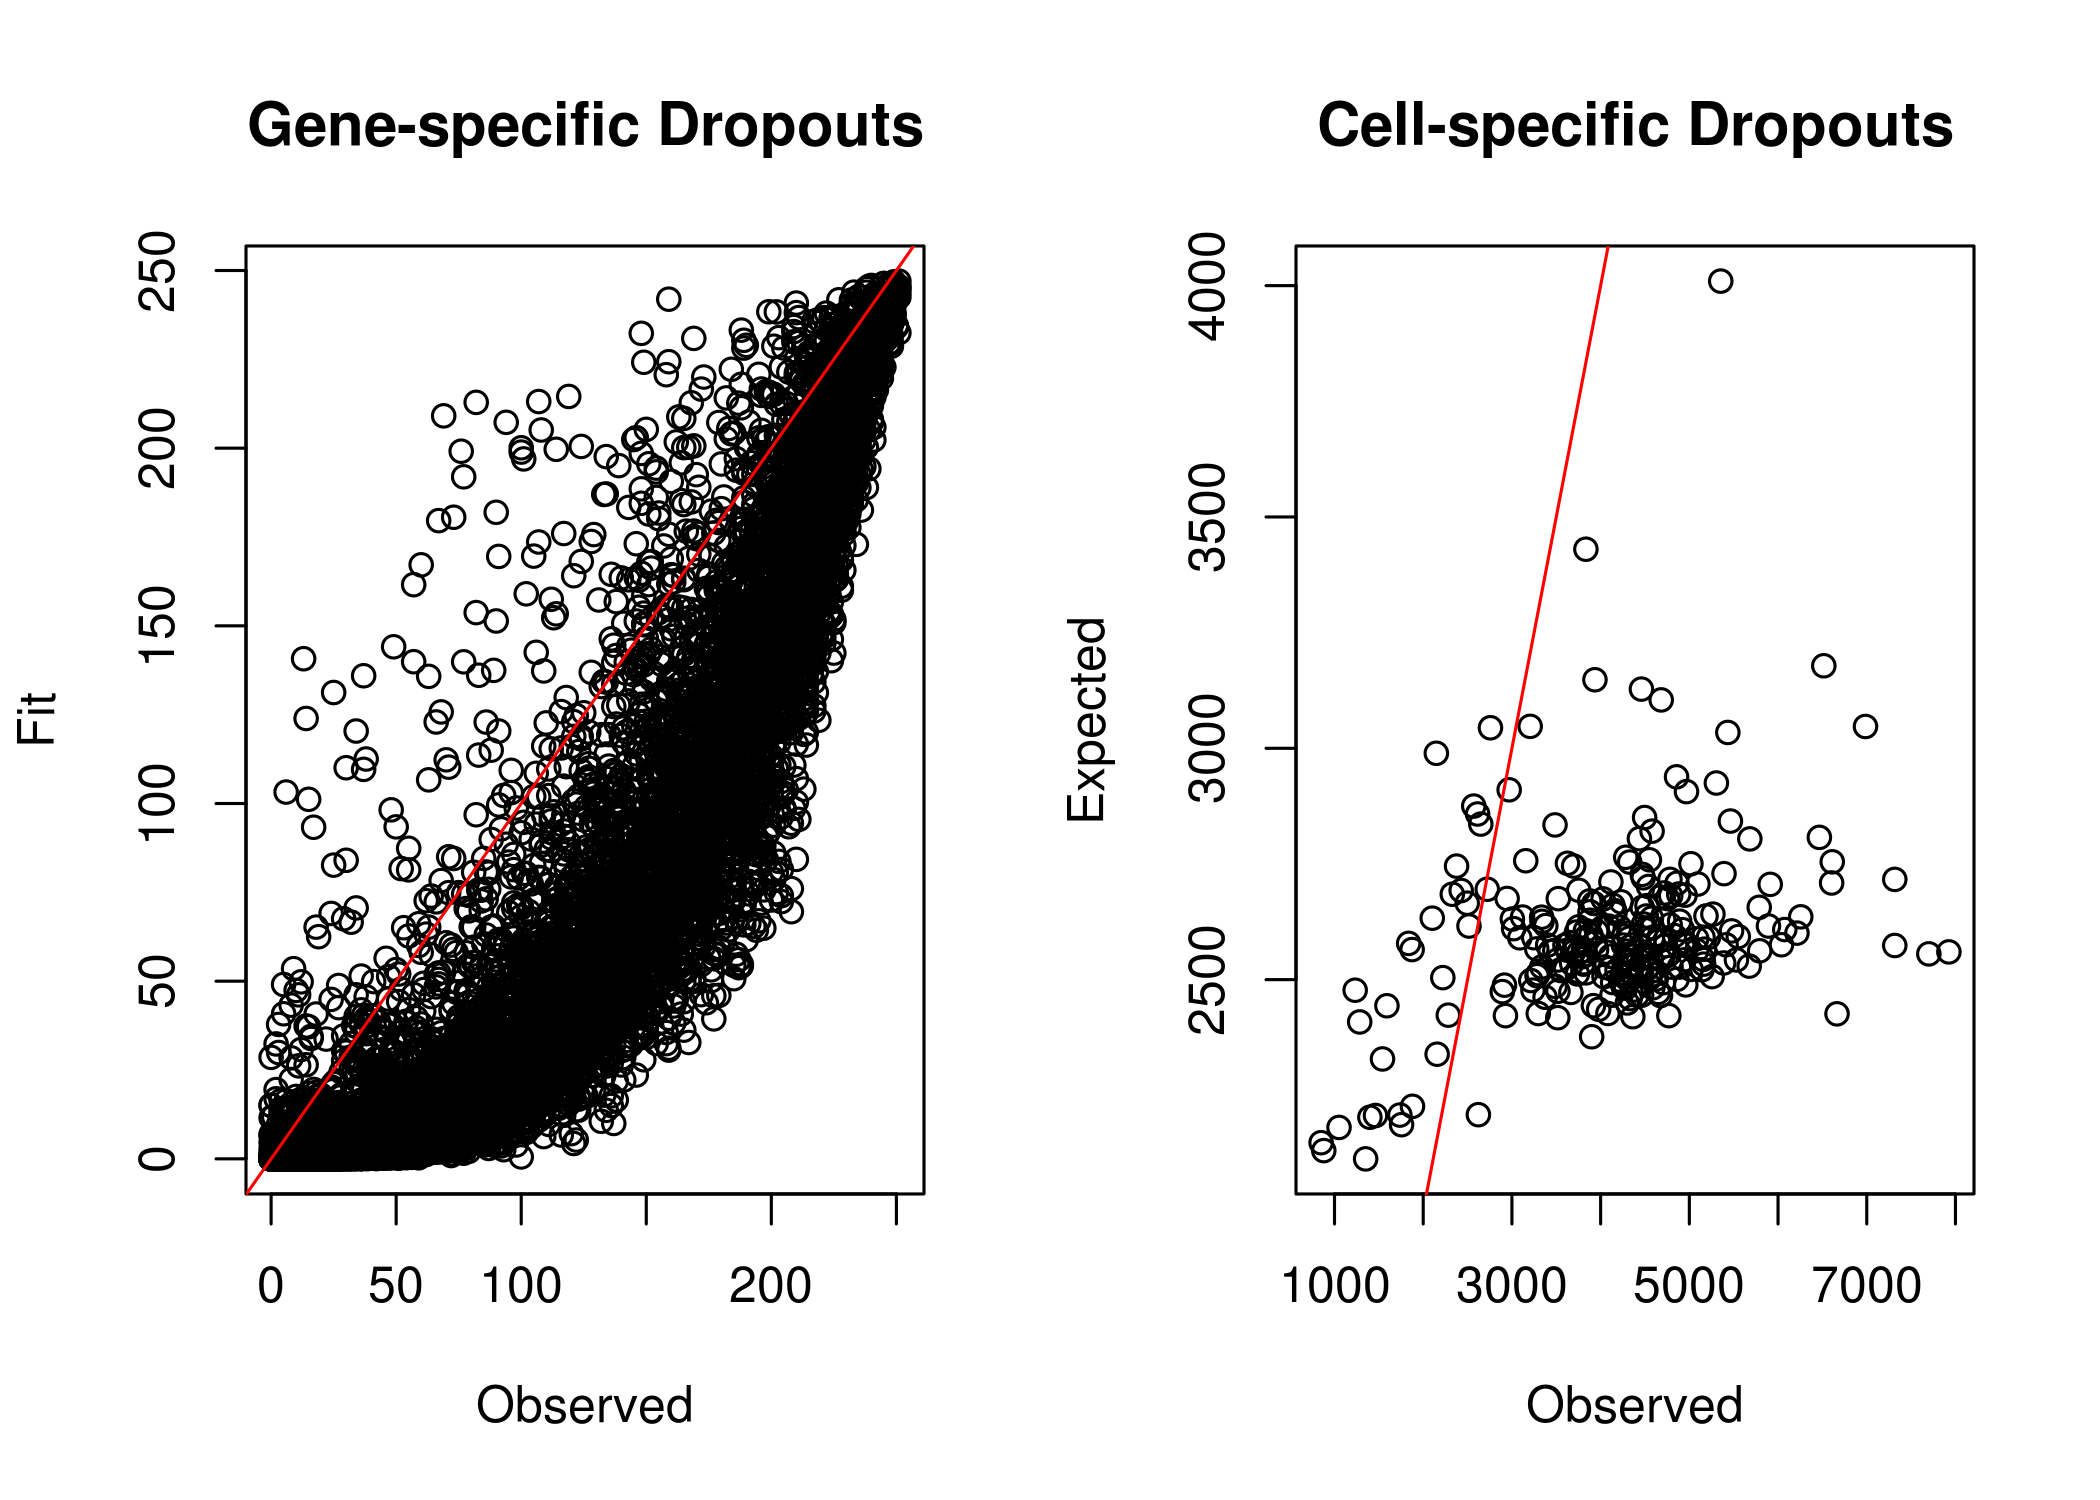 Gene-specific Dropouts
Fit
250
200
150
100
50
0
0 50 100 200
Observed
Cell-specific Dropouts
Expected
4000
3500
3000
2500
1000 3000 5000 7000
Observed